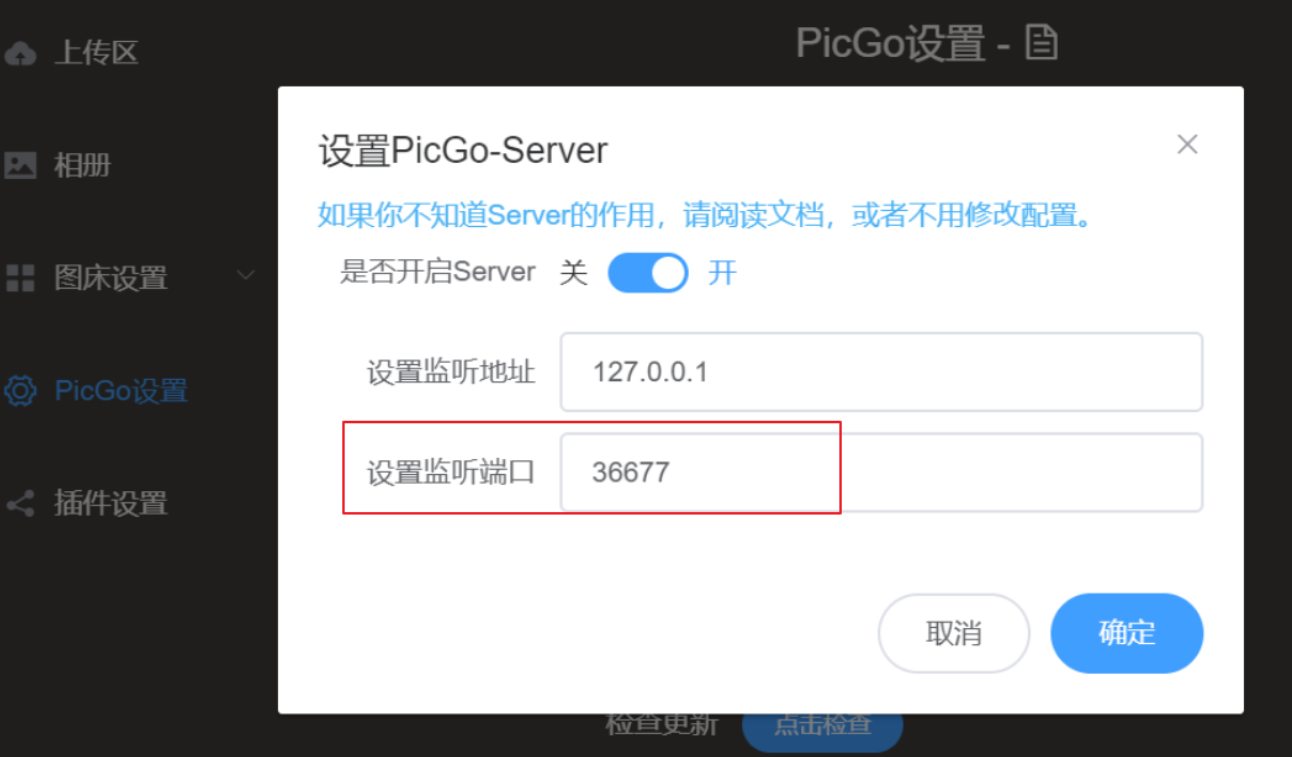 上传区
PicGo设置 -
相册
设置PicGo-Server
如果你不知道Server的作用，请阅读文档，或者不用修改配置。
图床设置
是否开启Server 关 开
设置监听地址 127.0.0.1
PicGo设置
设置监听端口 36677
插件设置
取消 确定
检查更新 点击检查